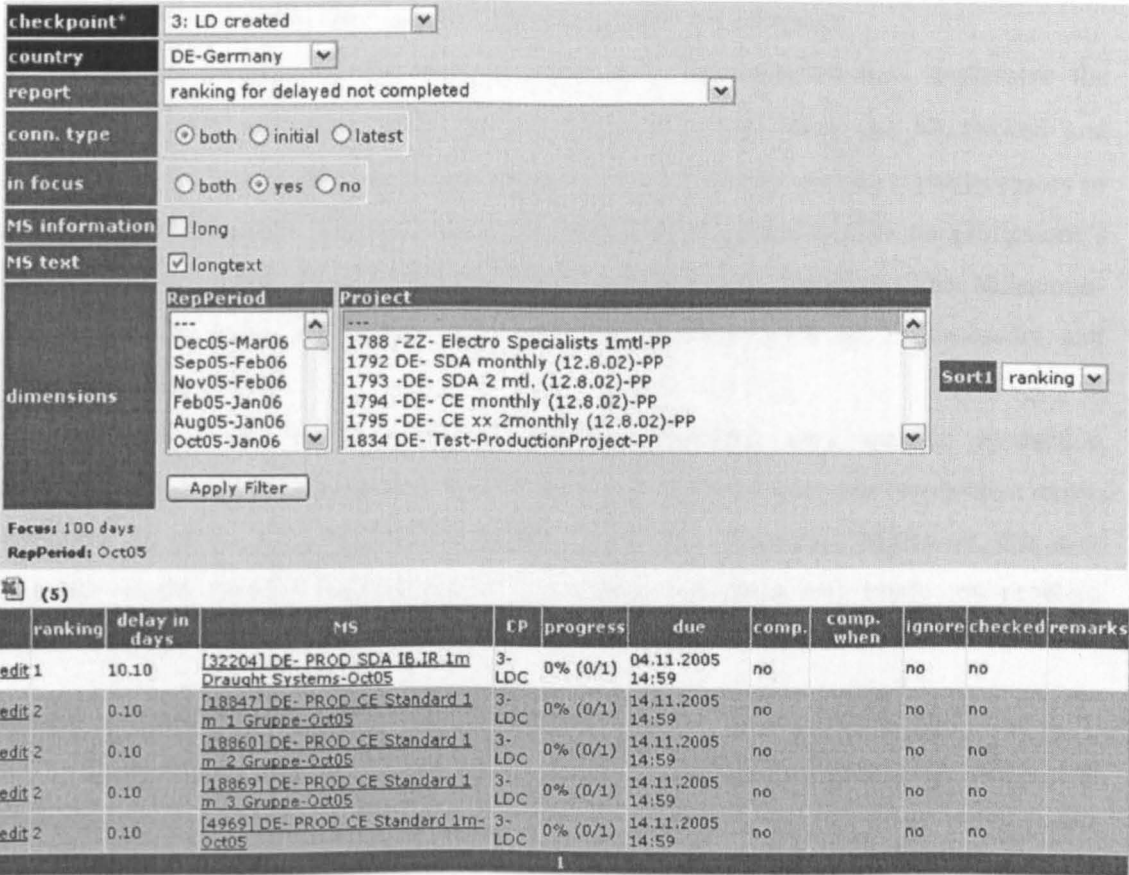 checkpoint* 3: LD created
country DE-Germany
report ranking for delayed not completed
conn. type both initial latest
in focus both yes no
MS information long
MS text longtext
dimensions
RepPeriod
---
Dec05-Mar06
Sep05-Feb06
Nov05-Feb06
Feb05-Jan06
Aug05-Jan06
Oct05-Jan06
Project
---
1788 -ZZ- Electro Specialists 1mtl-PP
1792 DE- SDA monthly (12.8.02)-PP
1793 -DE- SDA 2 mtl. (12.8.02)-PP
1794 -DE- CE monthly (12.8.02)-PP
1795 -DE- CE xx 2monthly (12.8.02)-PP
1834 DE- Test-ProductionProject-PP
Sort1 ranking
Apply Filter
Focus: 100 days
RepPeriod: Oct05
(5)
ranking delay in days MS CP progress due comp. comp. when ignore checked remarks
edit 1 10.10 [32204] DE- PROD SDA IB,IR 1m Draught Systems-Oct05 3-LDC 0% (0/1) 04.11.2005 14:59 no no no
edit 2 0.10 [18847] DE- PROD CE Standard 1 m_1 Gruppe-Oct05 3-LDC 0% (0/1) 14.11.2005 14:59 no no no
edit 2 0.10 [18860] DE- PROD CE Standard 1 m_2 Gruppe-Oct05 3-LDC 0% (0/1) 14.11.2005 14:59 no no no
edit 2 0.10 [18869] DE- PROD CE Standard 1 m_3 Gruppe-Oct05 3-LDC 0% (0/1) 14.11.2005 14:59 no no no
edit 2 0.10 [4969] DE- PROD CE Standard 1m-Oct05 3-LDC 0% (0/1) 14.11.2005 14:59 no no no
1